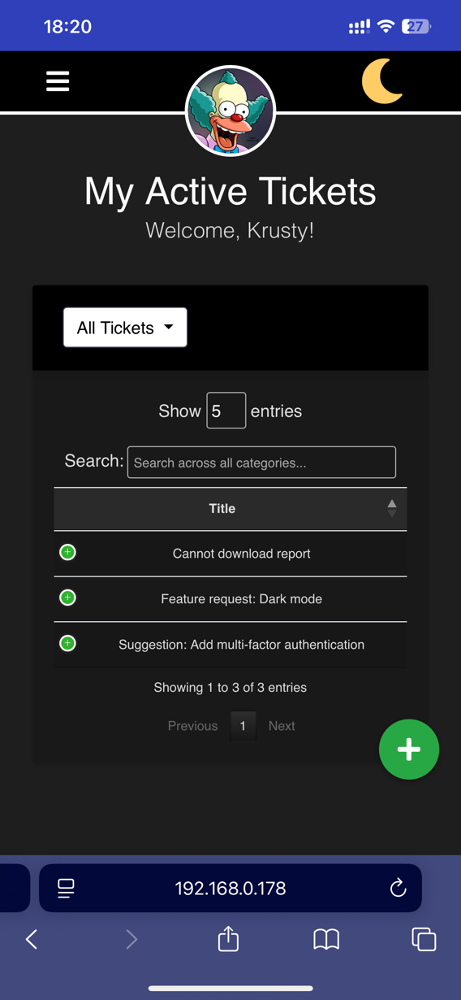 18:20
27
My Active Tickets
Welcome, Krusty!
All Tickets
Show 5 entries
Search: Search across all categories...
Title
Cannot download report
Feature request: Dark mode
Suggestion: Add multi-factor authentication
Showing 1 to 3 of 3 entries
Previous 1 Next
192.168.0.178